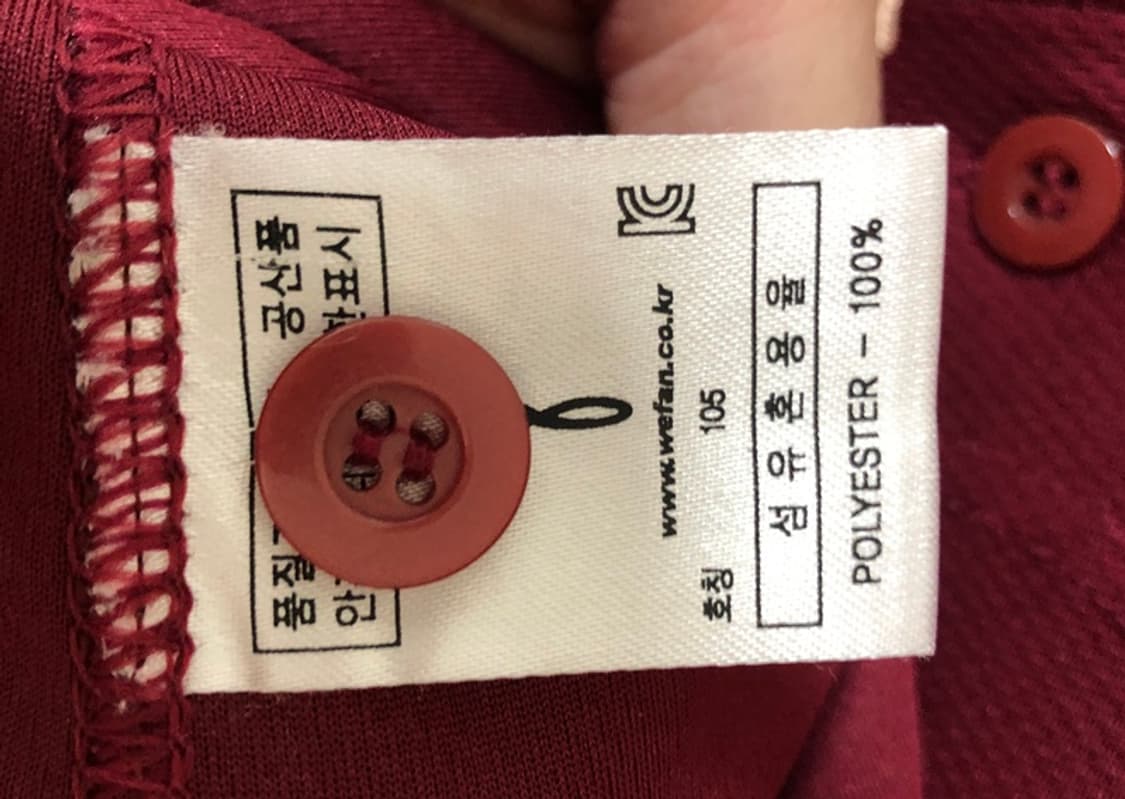 품질 공산품
안 표시
KC
www.wefan.co.kr
호칭 105
섬 유 혼 용 율
POLYESTER – 100%